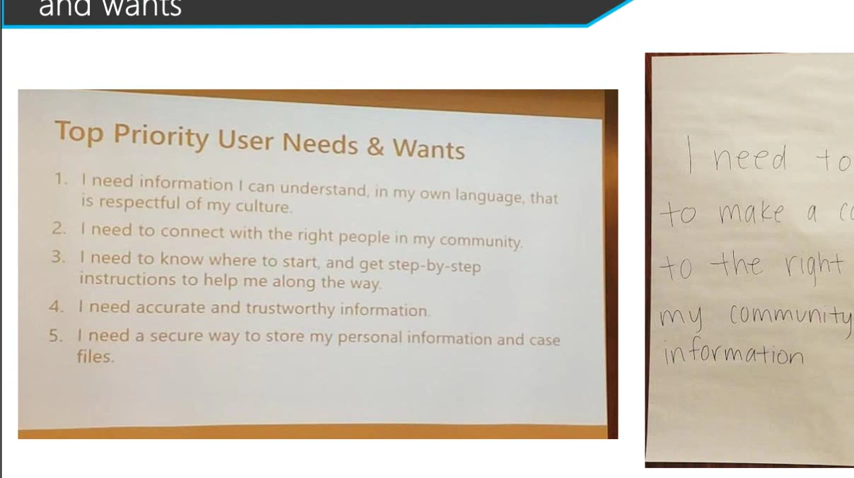 and wants
Top Priority User Needs & Wants
1. I need information I can understand, in my own language, that
is respectful of my culture.
2. I need to connect with the right people in my community.
3. I need to know where to start, and get step-by-step
instructions to help me along the way.
4. I need accurate and trustworthy information.
5. I need a secure way to store my personal information and case
files.
I need to
to make a
to the right
my community
information